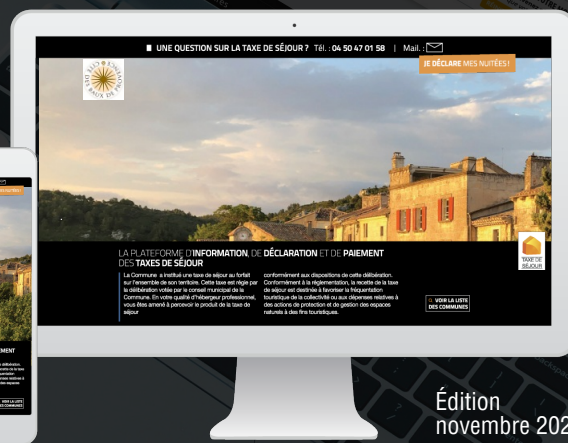 UNE QUESTION SUR LA TAXE DE SÉJOUR ? Tél. : 04 50 47 01 58 | Mail. :
JE DÉCLARE MES NUITÉES !
CITÉ DES BAUX DE PROVENCE
LA PLATEFORME D'INFORMATION, DE DÉCLARATION ET DE PAIEMENT
DES TAXES DE SÉJOUR
La Commune a institué une taxe de séjour au forfait
sur l'ensemble de son territoire. Cette taxe est régie par
la délibération votée par le conseil municipal de la
Commune. En votre qualité d'hébergeur professionnel,
vous êtes amené à percevoir le produit de la taxe de
séjour
conformément aux dispositions de cette délibération.
Conformément à la réglementation, la recette de la taxe
de séjour est destinée à favoriser la fréquentation
touristique de la collectivité ou aux dépenses relatives à
des actions de protection et de gestion des espaces
naturels à des fins touristiques.
TAXE DE
SÉJOUR
VOIR LA LISTE
DES COMMUNES
Édition
novembre 202